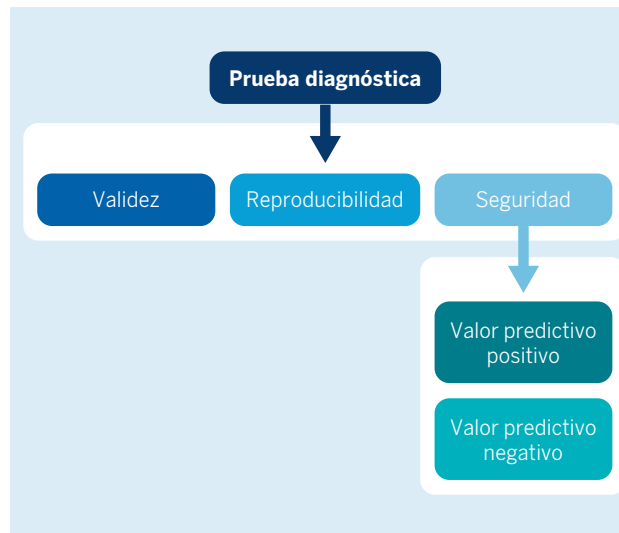 Prueba diagnóstica
Validez
Reproducibilidad
Seguridad
Valor predictivo
positivo
Valor predictivo
negativo